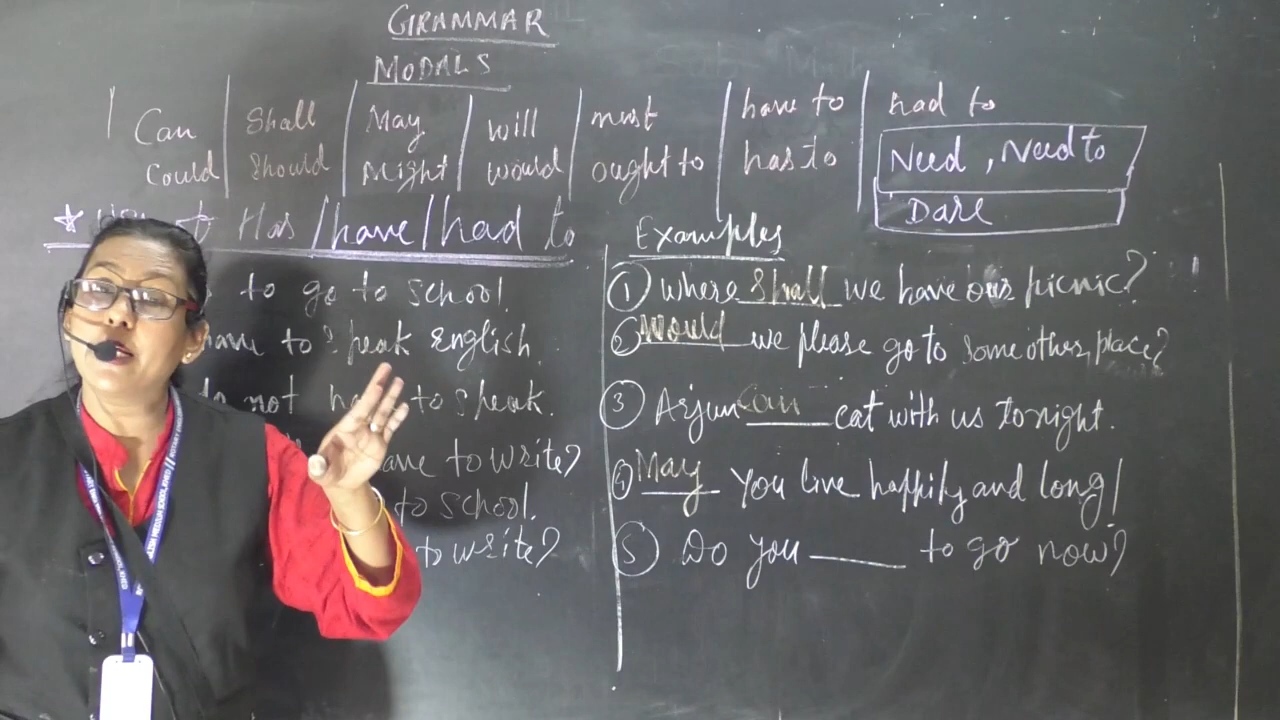 GRAMMAR
MODALS
Can | Shall | May | will | must | have to | had to
Could | Should | Might | would | ought to | has to | Need, Need to
Dare
Has / have / had to
to go to school.
have to speak English.
not to speak.
have to write?
to school.
to write?
Examples
① Where Shall we have our picnic?
② Would we please go to some other place?
③ Arjun can eat with us tonight.
④ May you live happily and long!
⑤ Do you ____ to go now?